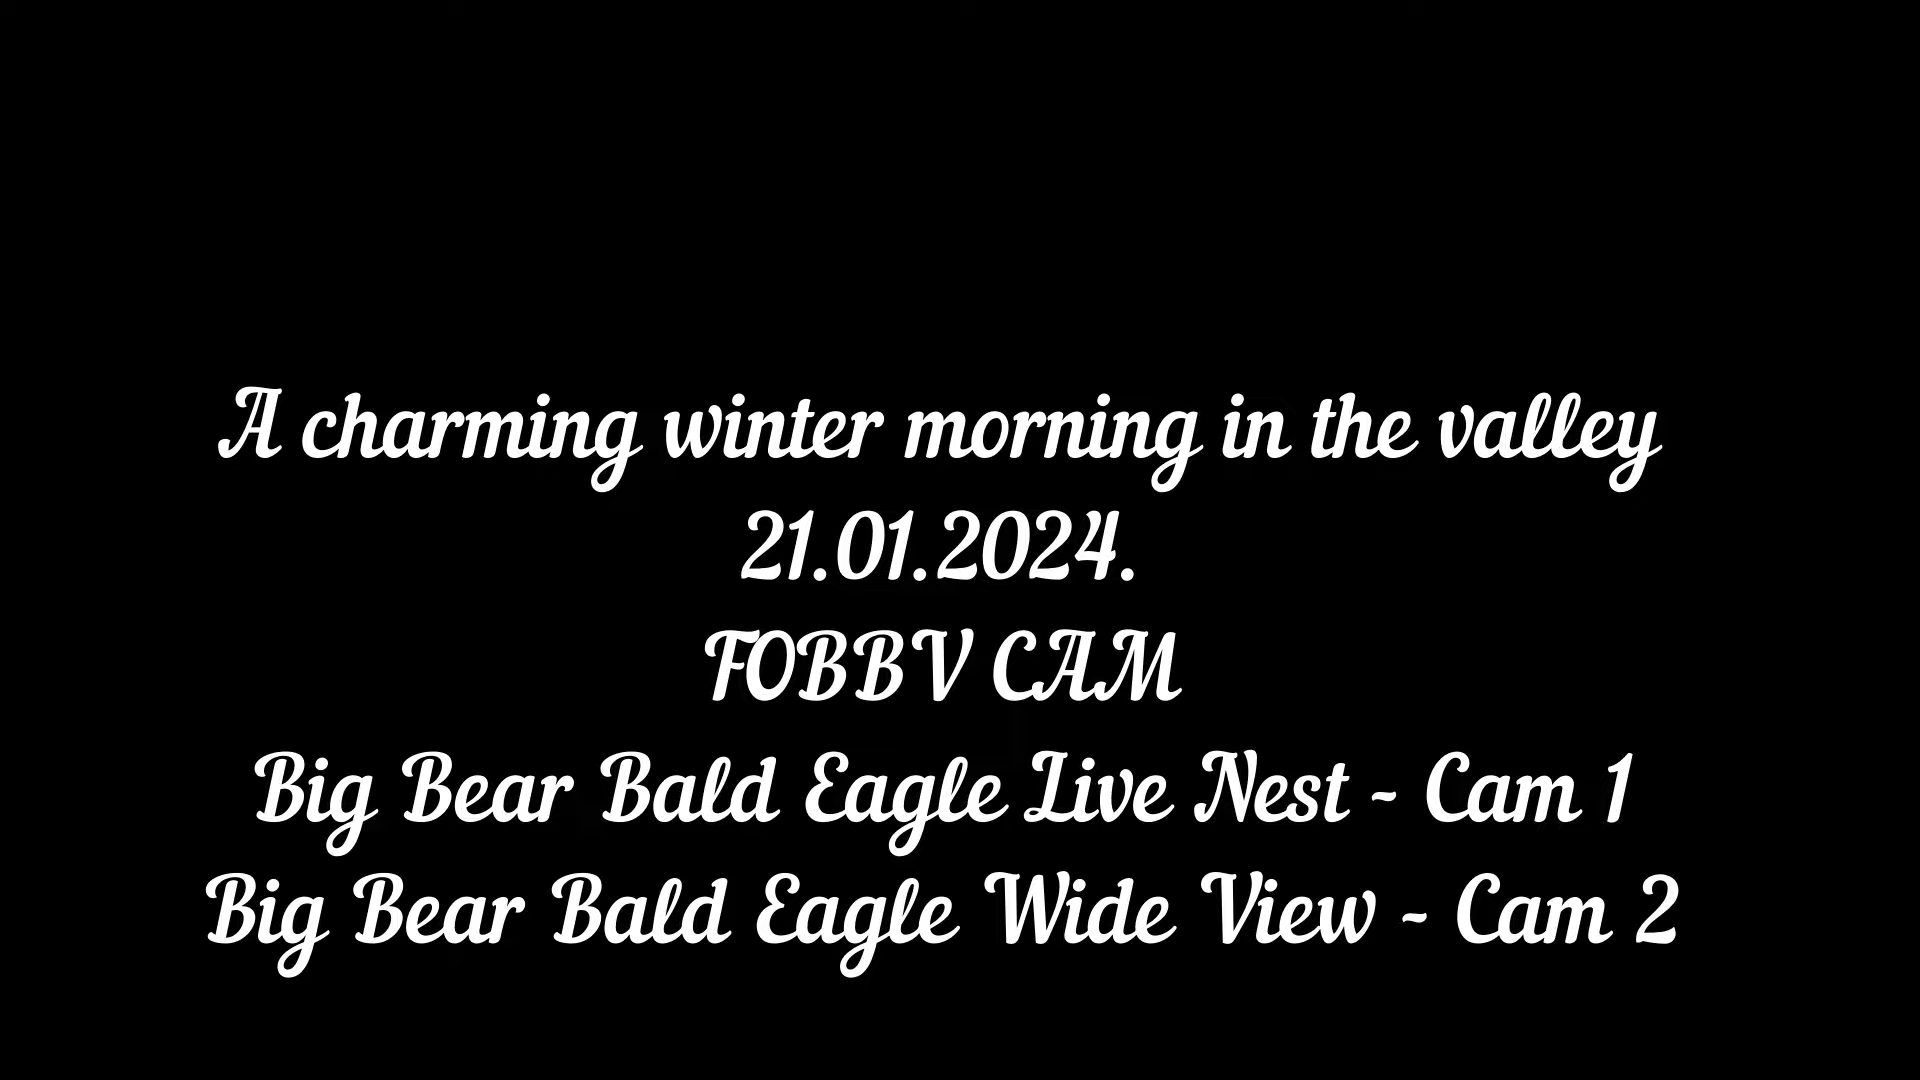 A charming winter morning in the valley
21.01.2024.
FOBBV CAM
Big Bear Bald Eagle Live Nest - Cam 1
Big Bear Bald Eagle Wide View - Cam 2